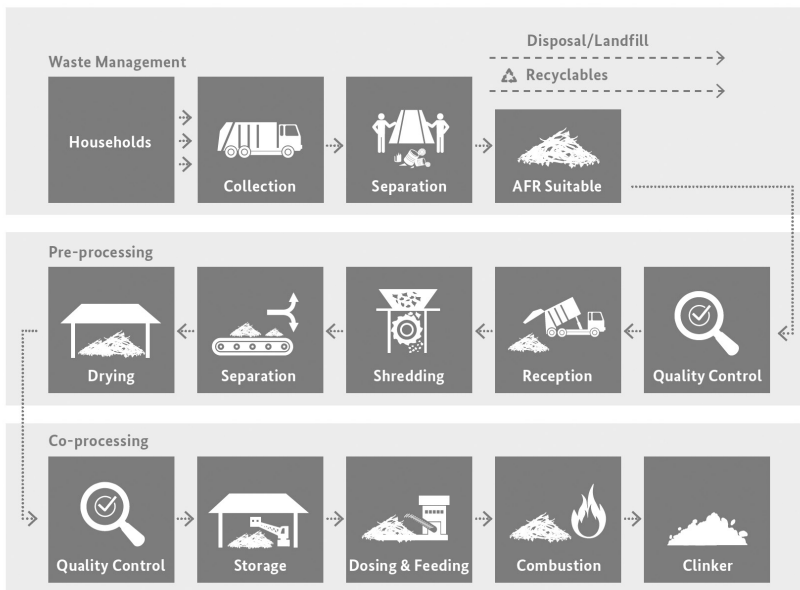 Disposal/Landfill
Waste Management
Recyclables
Households
Collection
Separation
AFR Suitable
Pre-processing
Drying
Separation
Shredding
Reception
Quality Control
Co-processing
Quality Control
Storage
Dosing & Feeding
Combustion
Clinker